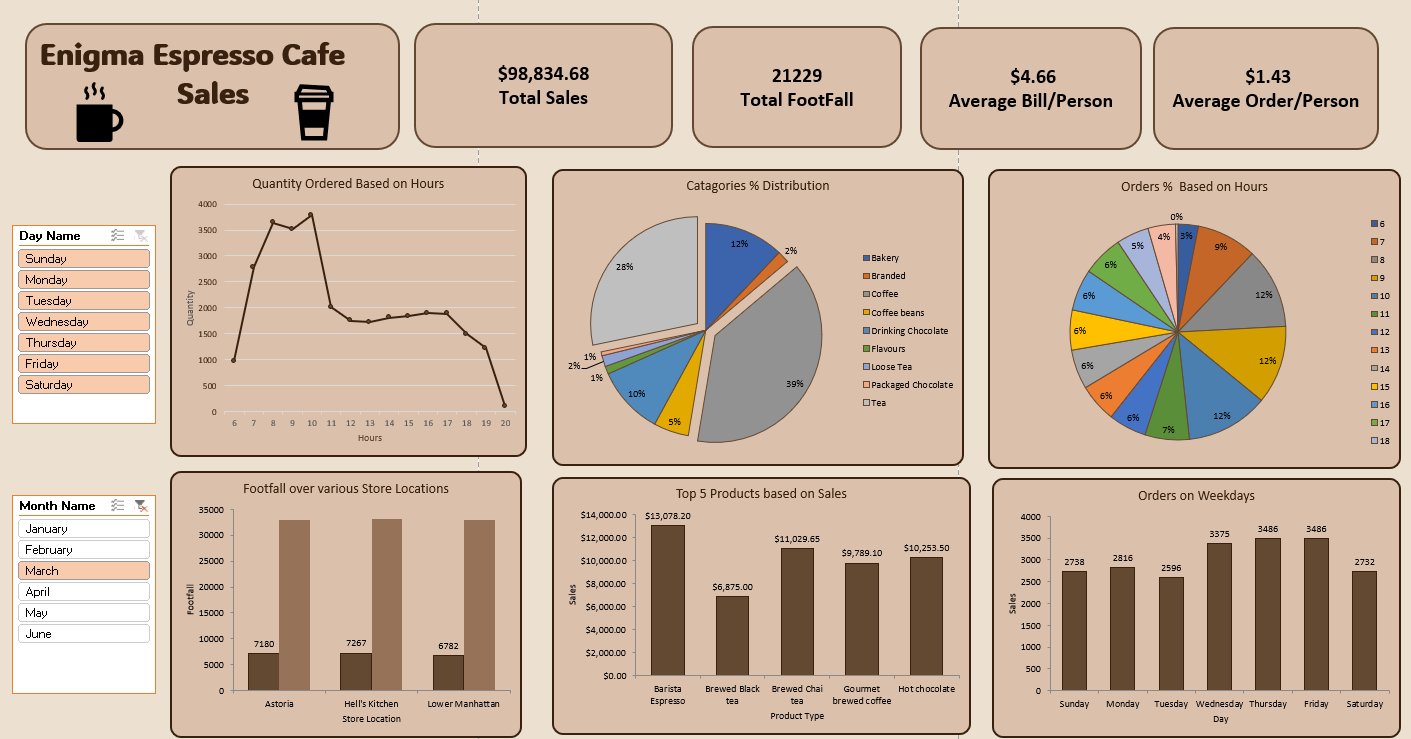 Enigma Espresso Cafe
Sales
$98,834.68
Total Sales
21229
Total FootFall
$4.66
Average Bill/Person
$1.43
Average Order/Person
Day Name
Sunday
Monday
Tuesday
Wednesday
Thursday
Friday
Saturday
Month Name
January
February
March
April
May
June
Quantity Ordered Based on Hours
Quantity
4000
3500
3000
2500
2000
1500
1000
500
0
6 7 8 9 10 11 12 13 14 15 16 17 18 19 20
Hours
Catagories % Distribution
12%
2%
39%
5%
10%
1%
2%
1%
28%
Bakery
Branded
Coffee
Coffee beans
Drinking Chocolate
Flavours
Loose Tea
Packaged Chocolate
Tea
Orders %  Based on Hours
0%
3%
9%
12%
12%
12%
7%
6%
6%
6%
6%
6%
6%
5%
4%
6
7
8
9
10
11
12
13
14
15
16
17
18
Footfall over various Store Locations
Footfall
35000
30000
25000
20000
15000
10000
5000
0
7180
7267
6782
Astoria
Hell's Kitchen
Lower Manhattan
Store Location
Top 5 Products based on Sales
Sales
$14,000.00
$12,000.00
$10,000.00
$8,000.00
$6,000.00
$4,000.00
$2,000.00
$0.00
$13,078.20
$6,875.00
$11,029.65
$9,789.10
$10,253.50
Barista
Espresso
Brewed Black
tea
Brewed Chai
tea
Gourmet
brewed coffee
Hot chocolate
Product Type
Orders on Weekdays
Sales
4000
3500
3000
2500
2000
1500
1000
500
0
2738
2816
2596
3375
3486
3486
2732
Sunday Monday Tuesday Wednesday Thursday Friday Saturday
Day